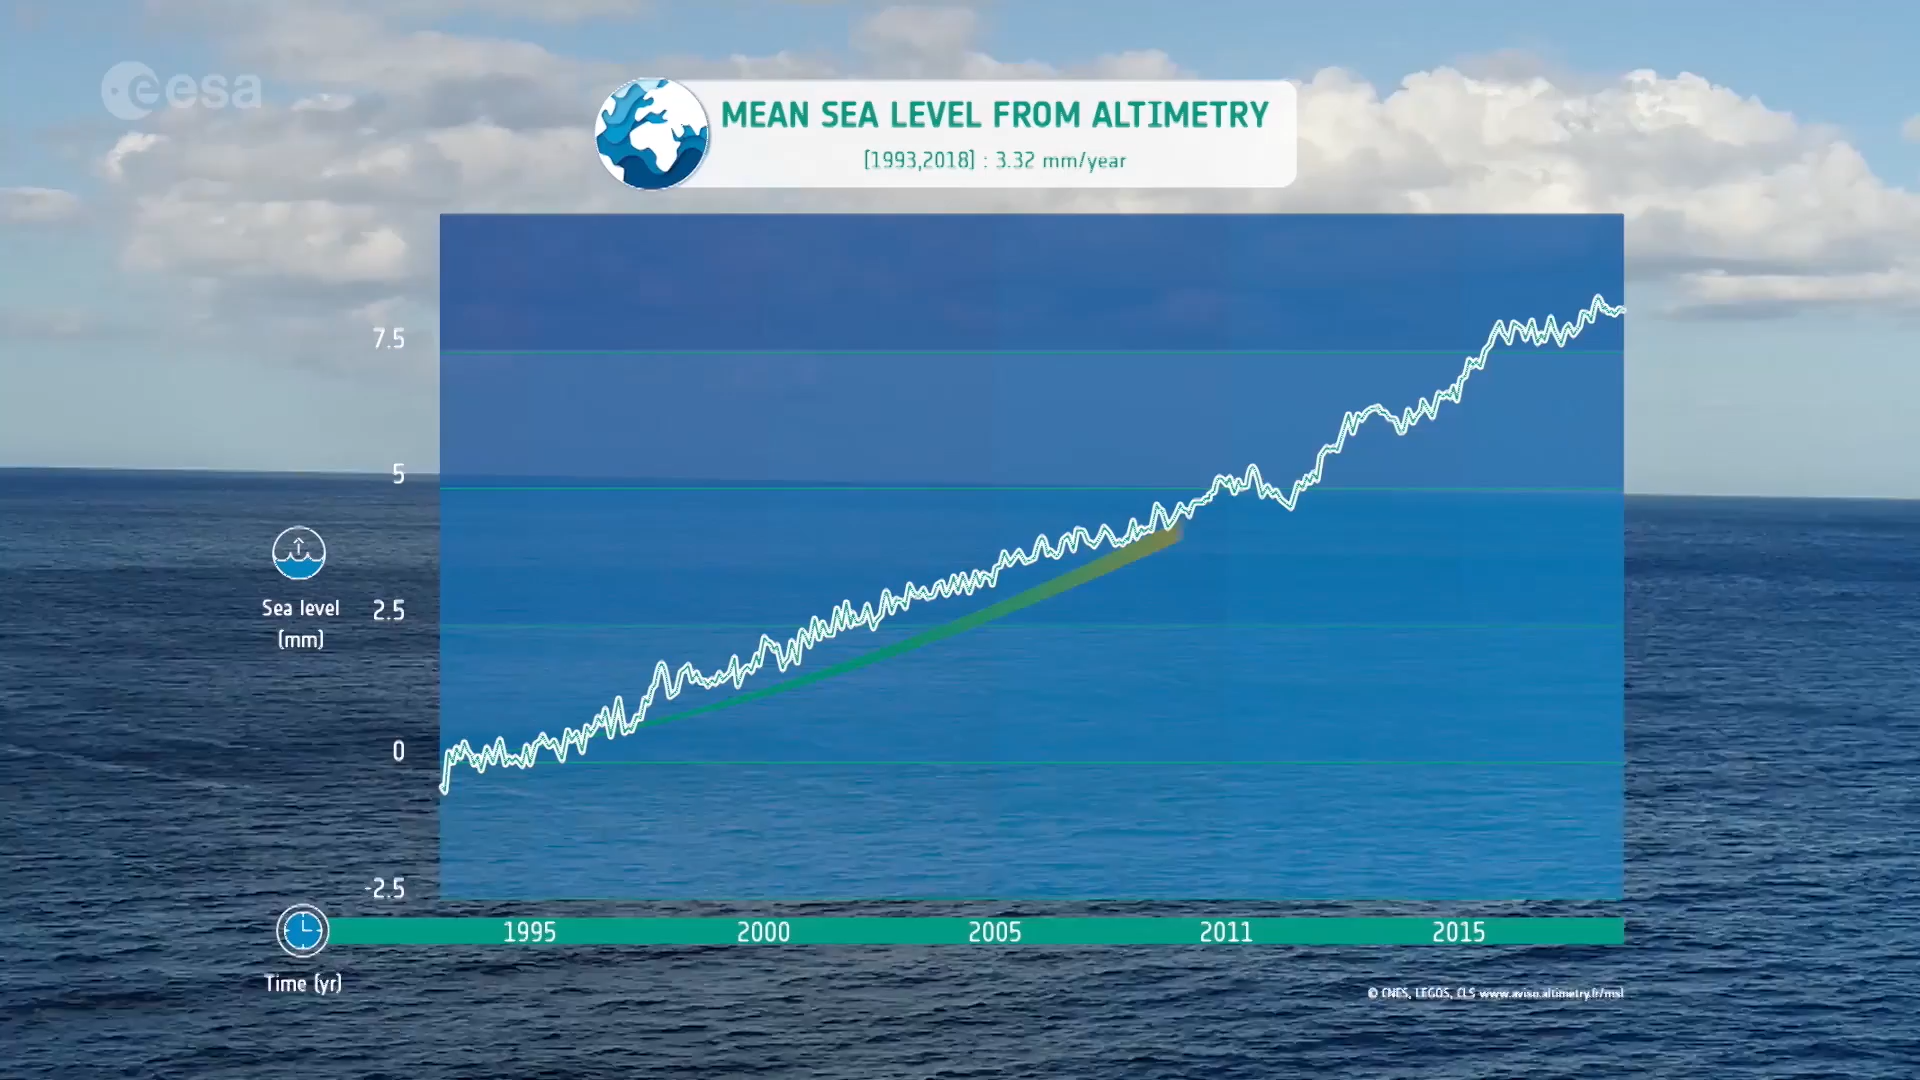 esa
MEAN SEA LEVEL FROM ALTIMETRY
[1993,2018] : 3.32 mm/year
7.5
5
Sea level
(mm)
2.5
0
-2.5
1995 2000 2005 2011 2015
Time (yr)
© CNES, LEGOS, CLS www.aviso.altimetry.fr/msl